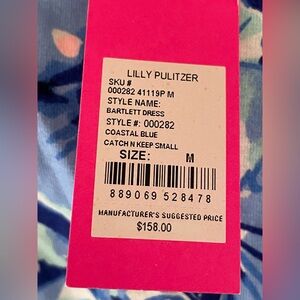 LILLY PULITZER
SKU #
000282 41119P M
STYLE NAME:
BARTLETT DRESS
STYLE #: 000282
COASTAL BLUE
CATCH N KEEP SMALL
SIZE: M
889069 528478
MANUFACTURER'S SUGGESTED PRICE
$158.00